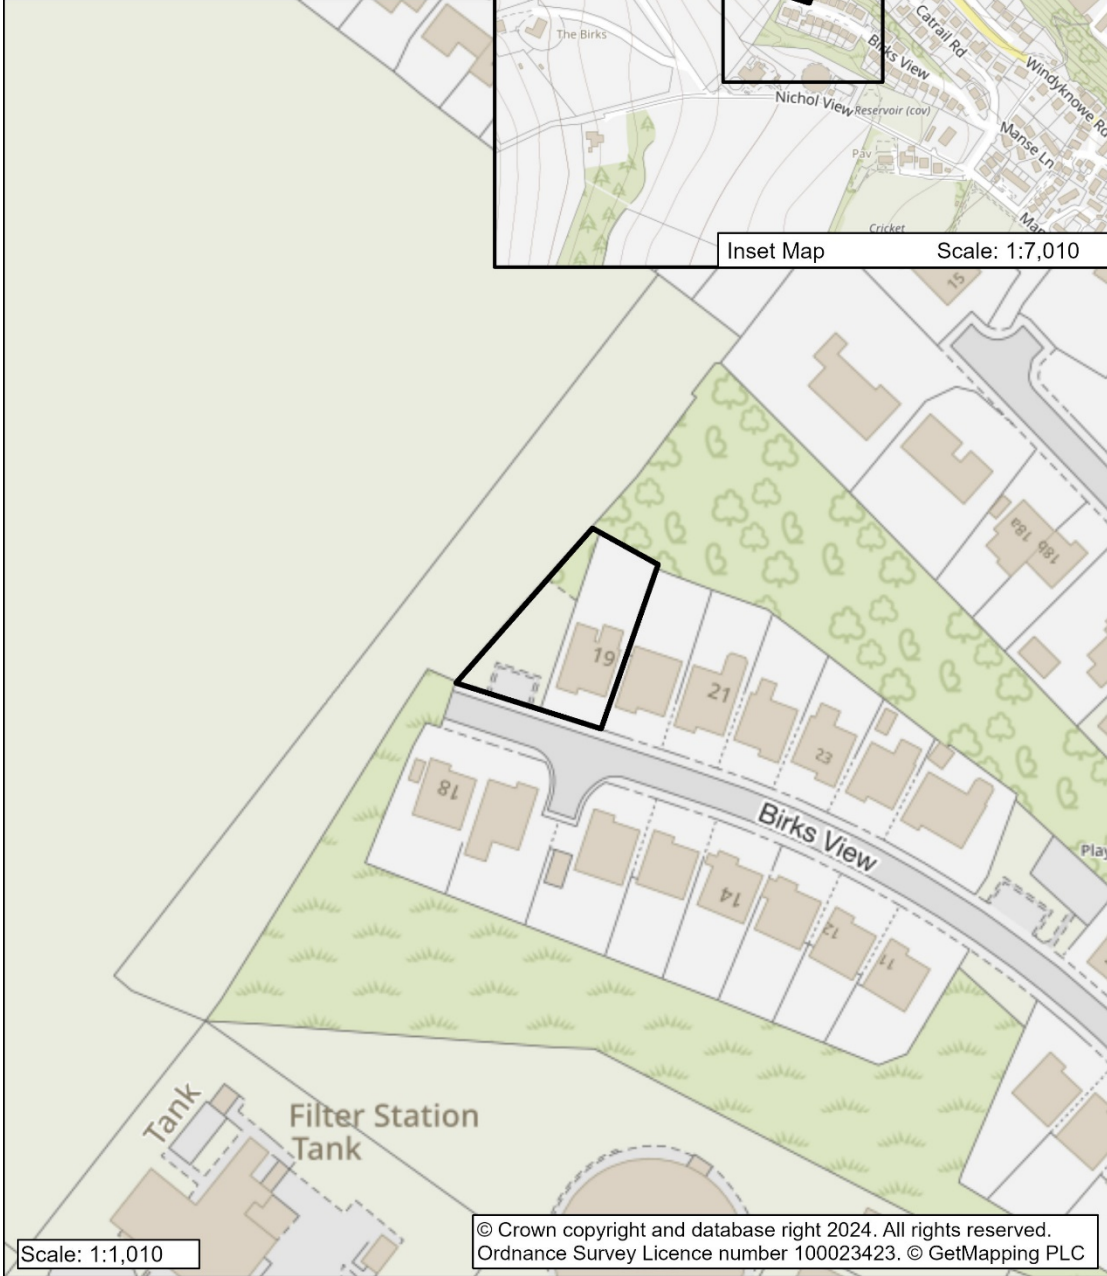 The Birks
Catrail Rd
Birks View
Windyknowe Rd
Nichol View
Reservoir (cov)
Manse Ln
Pav
Cricket
Inset Map Scale: 1:7,010
15
18a
18b
19
21
23
18
Birks View
14
12
11
Filter Station
Tank
Tank
© Crown copyright and database right 2024. All rights reserved.
Ordnance Survey Licence number 100023423. © GetMapping PLC
Scale: 1:1,010